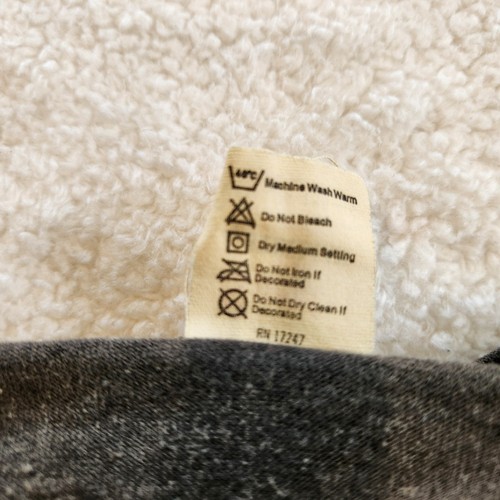 40°C Machine Wash Warm
Do Not Bleach
Dry Medium Setting
Do Not Iron If
Decorated
Do Not Dry Clean If
Decorated
RN 17247